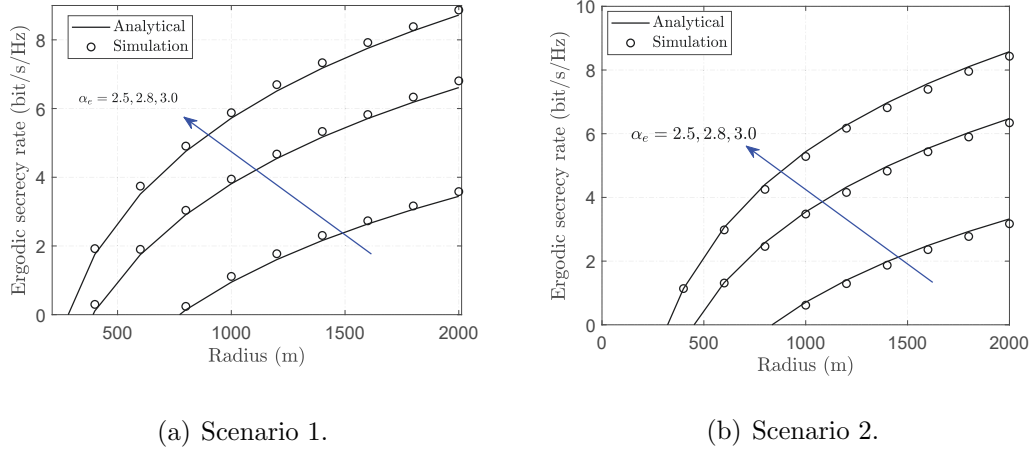 Ergodic secrecy rate (bit/s/Hz)
8
6
4
2
0
Analytical
Simulation
αₑ = 2.5, 2.8, 3.0
500
1000
1500
2000
Radius (m)
(a) Scenario 1.
Ergodic secrecy rate (bit/s/Hz)
10
8
6
4
2
0
Analytical
Simulation
αₑ = 2.5, 2.8, 3.0
0
500
1000
1500
2000
Radius (m)
(b) Scenario 2.